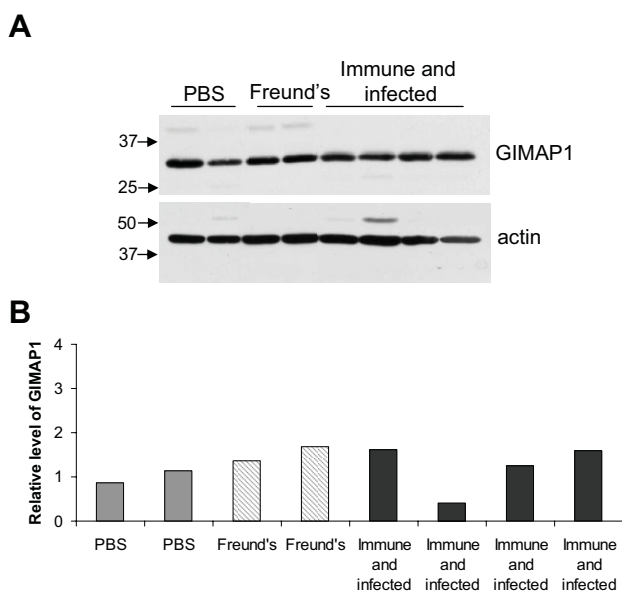 A
PBS
Freund's
Immune and
infected
37
25
GIMAP1
50
37
actin
B
Relative level of GIMAP1
4
3
2
1
0
PBS
PBS
Freund's
Freund's
Immune
and
infected
Immune
and
infected
Immune
and
infected
Immune
and
infected